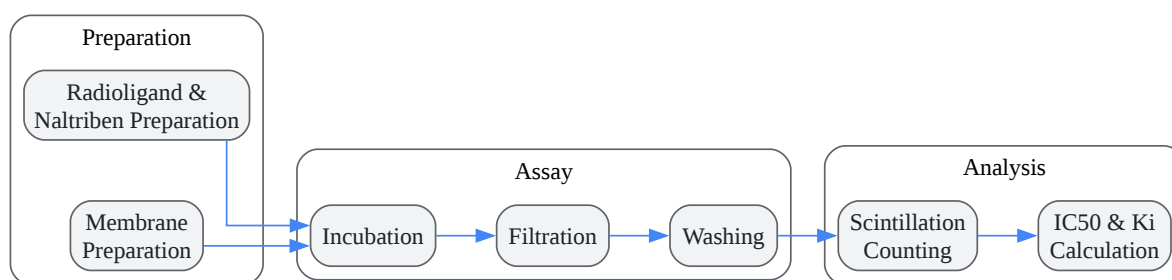 Preparation
Radioligand &
Naltriben Preparation
Membrane
Preparation
Assay
Incubation
Filtration
Washing
Analysis
Scintillation
Counting
IC50 & Ki
Calculation